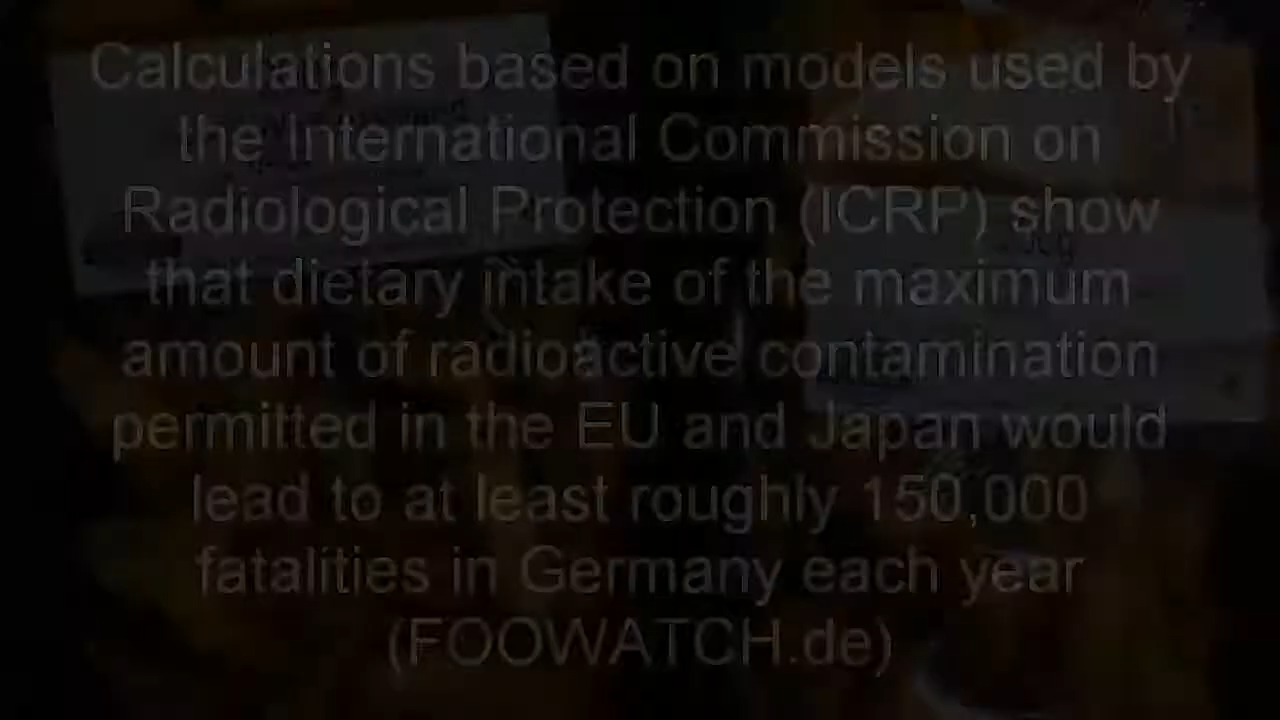 Calculations based on models used by
the International Commission on
Radiological Protection (ICRP) show
that dietary intake of the maximum
amount of radioactive contamination
permitted in the EU and Japan would
lead to at least roughly 150,000
fatalities in Germany each year
(FOOWATCH.de)